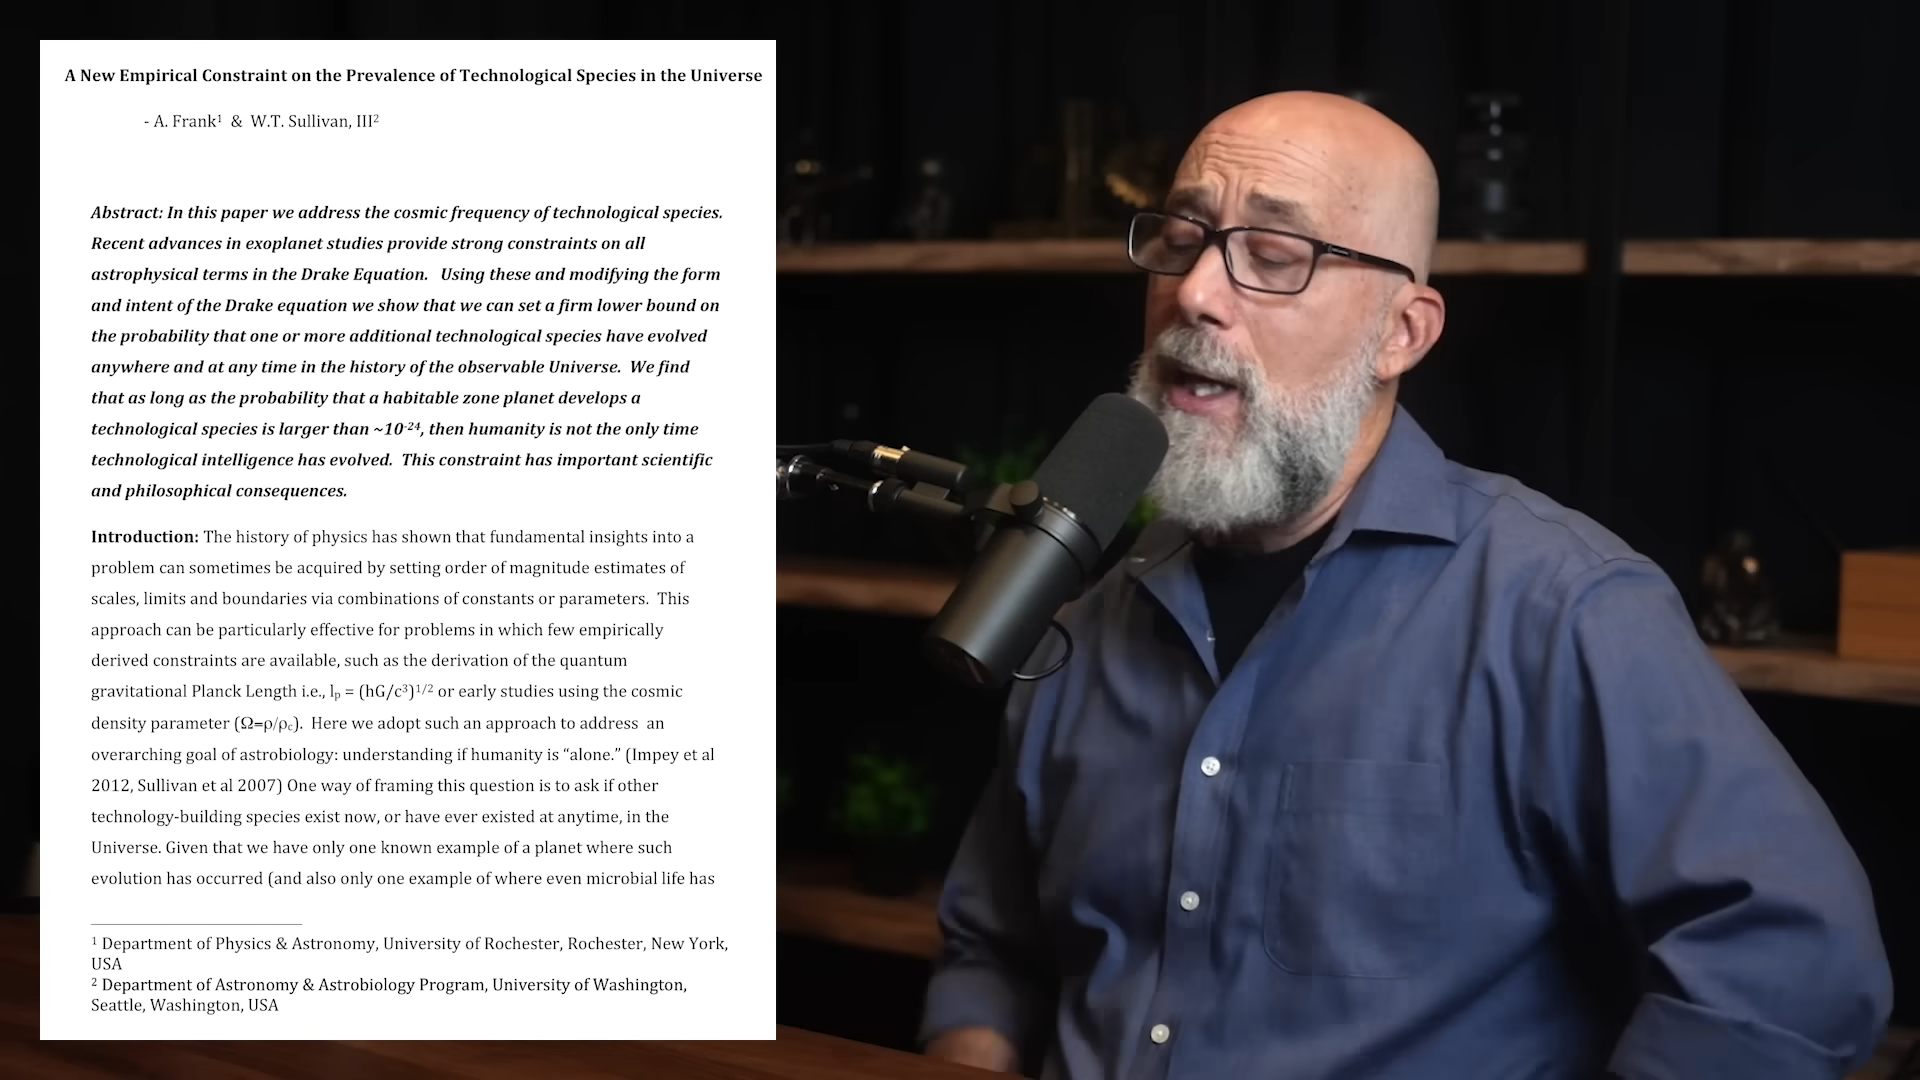 A New Empirical Constraint on the Prevalence of Technological Species in the Universe
- A. Frank¹ & W.T. Sullivan, III²
Abstract: In this paper we address the cosmic frequency of technological species.
Recent advances in exoplanet studies provide strong constraints on all
astrophysical terms in the Drake Equation. Using these and modifying the form
and intent of the Drake equation we show that we can set a firm lower bound on
the probability that one or more additional technological species have evolved
anywhere and at any time in the history of the observable Universe. We find
that as long as the probability that a habitable zone planet develops a
technological species is larger than ~10⁻²⁴, then humanity is not the only time
technological intelligence has evolved. This constraint has important scientific
and philosophical consequences.
Introduction: The history of physics has shown that fundamental insights into a
problem can sometimes be acquired by setting order of magnitude estimates of
scales, limits and boundaries via combinations of constants or parameters. This
approach can be particularly effective for problems in which few empirically
derived constraints are available, such as the derivation of the quantum
gravitational Planck Length i.e., lₚ = (hG/c³)¹/² or early studies using the cosmic
density parameter (Ω=ρ/ρc). Here we adopt such an approach to address an
overarching goal of astrobiology: understanding if humanity is “alone.” (Impey et al
2012, Sullivan et al 2007) One way of framing this question is to ask if other
technology-building species exist now, or have ever existed at anytime, in the
Universe. Given that we have only one known example of a planet where such
evolution has occurred (and also only one example of where even microbial life has
¹ Department of Physics & Astronomy, University of Rochester, Rochester, New York,
USA
² Department of Astronomy & Astrobiology Program, University of Washington,
Seattle, Washington, USA